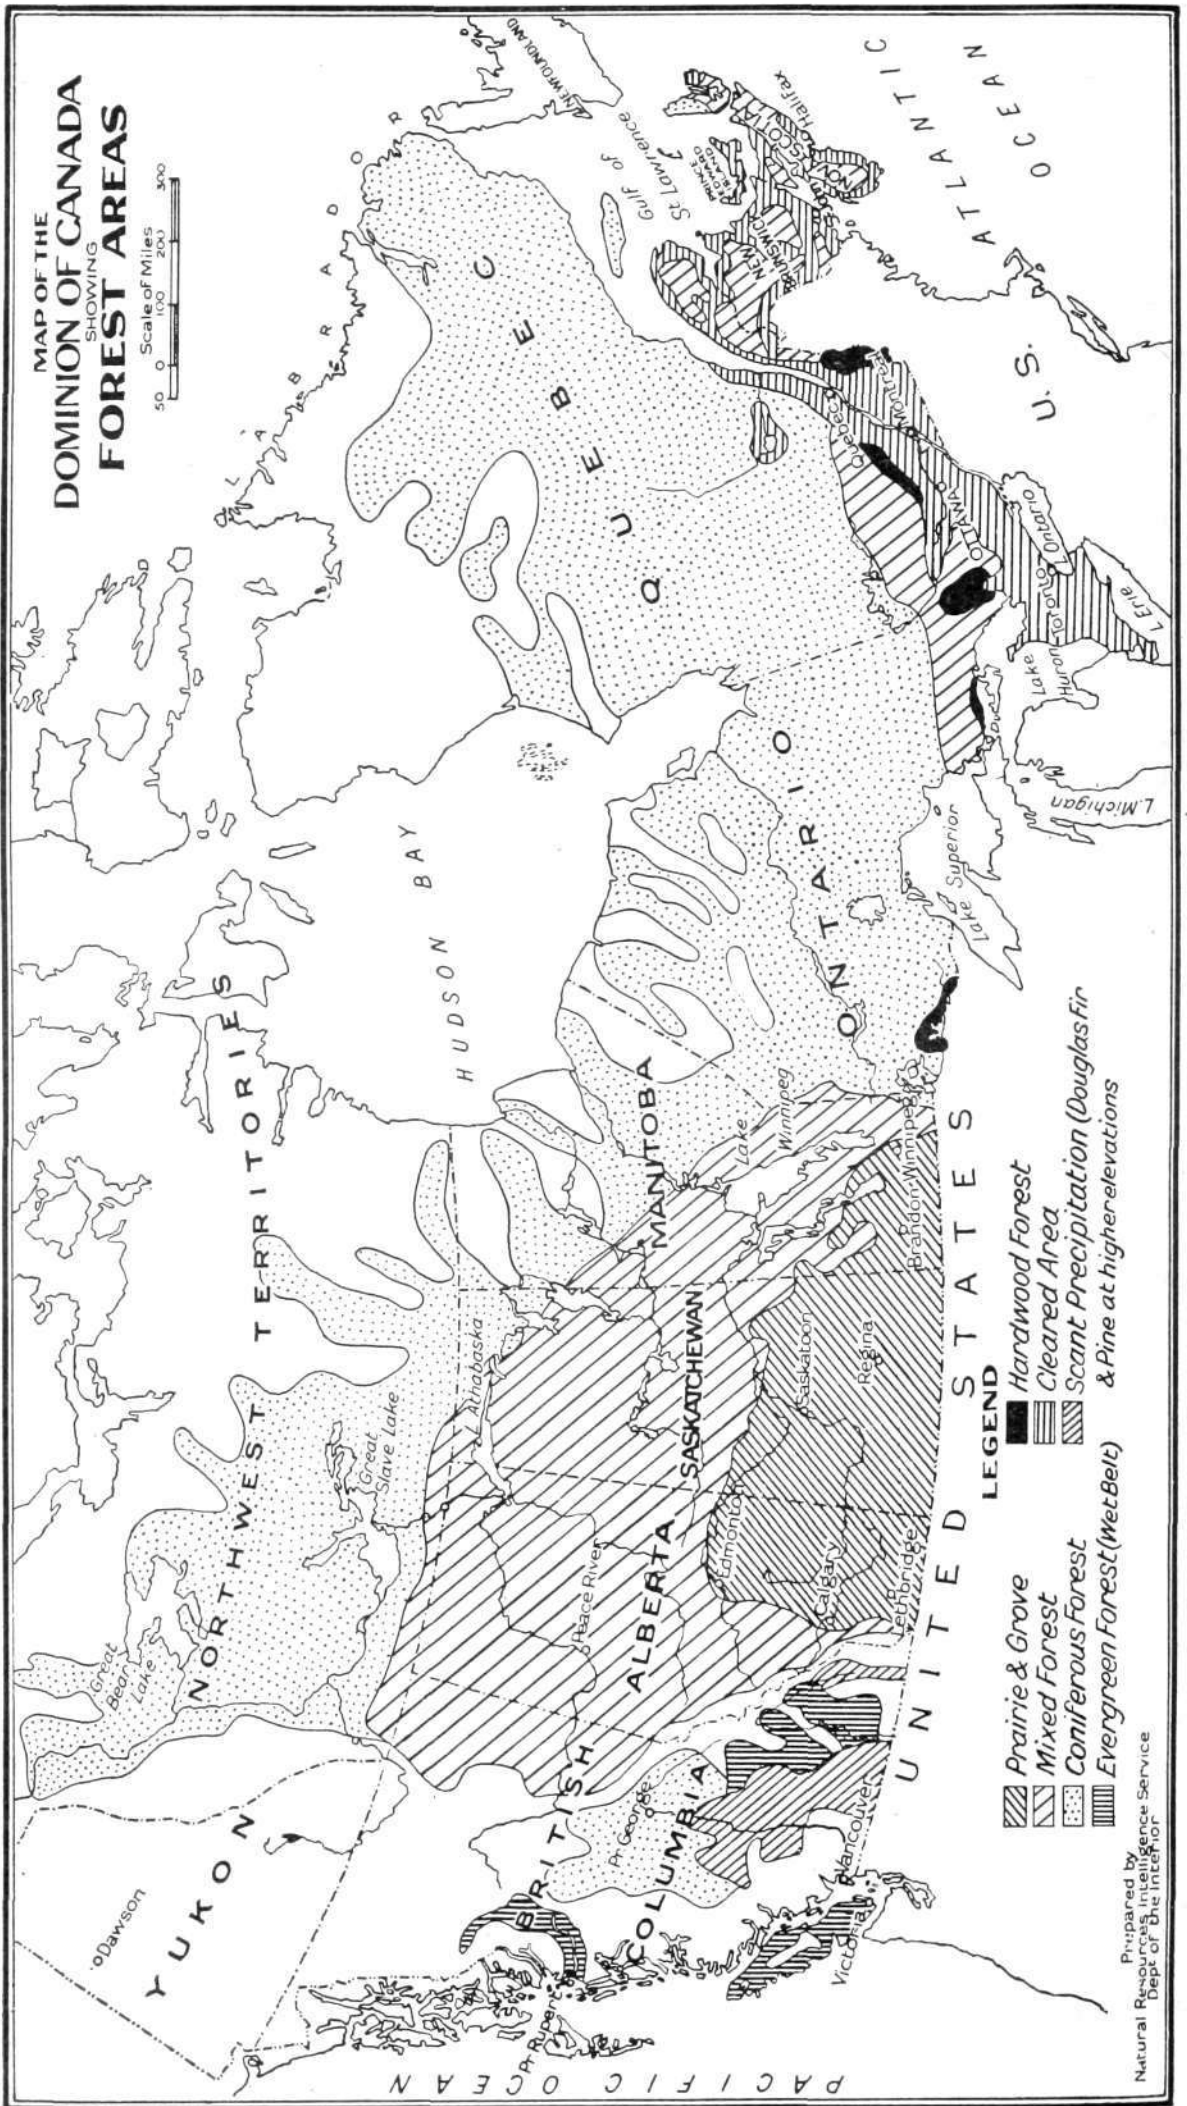 MAP OF THE
DOMINION OF CANADA
SHOWING
FOREST AREAS
Scale of Miles
50 0 100 200 300
YUKON
Dawson
NORTHWEST TERRITORIES
Great
Bear
Lake
Great
Slave Lake
L. Athabaska
HUDSON BAY
LABRADOR
NEWFOUNDLAND
Gulf of
St Lawrence
PRINCE
EDWARD
ISLAND
NOVA SCOTIA
Halifax
St John
NEW
BRUNSWICK
QUEBEC
Quebec
Montreal
OTTAWA
Toronto
L. Ontario
L. Erie
Lake
Huron
L. Michigan
Lake Superior
ONTARIO
MANITOBA
Lake
Winnipeg
Winnipeg
Brandon
SASKATCHEWAN
Saskatoon
Regina
ALBERTA
Peace River
Edmonton
Calgary
Lethbridge
BRITISH
COLUMBIA
Pr George
Pr Rupert
Vancouver
Victoria
PACIFIC OCEAN
ATLANTIC
OCEAN
U.S.
UNITED STATES
LEGEND
Prairie & Grove
Mixed Forest
Coniferous Forest
Evergreen Forest (Wet Belt)
Hardwood Forest
Cleared Area
Scant Precipitation (Douglas Fir
& Pine at higher elevations
Prepared by
Natural Resources Intelligence Service
Dept of the Interior